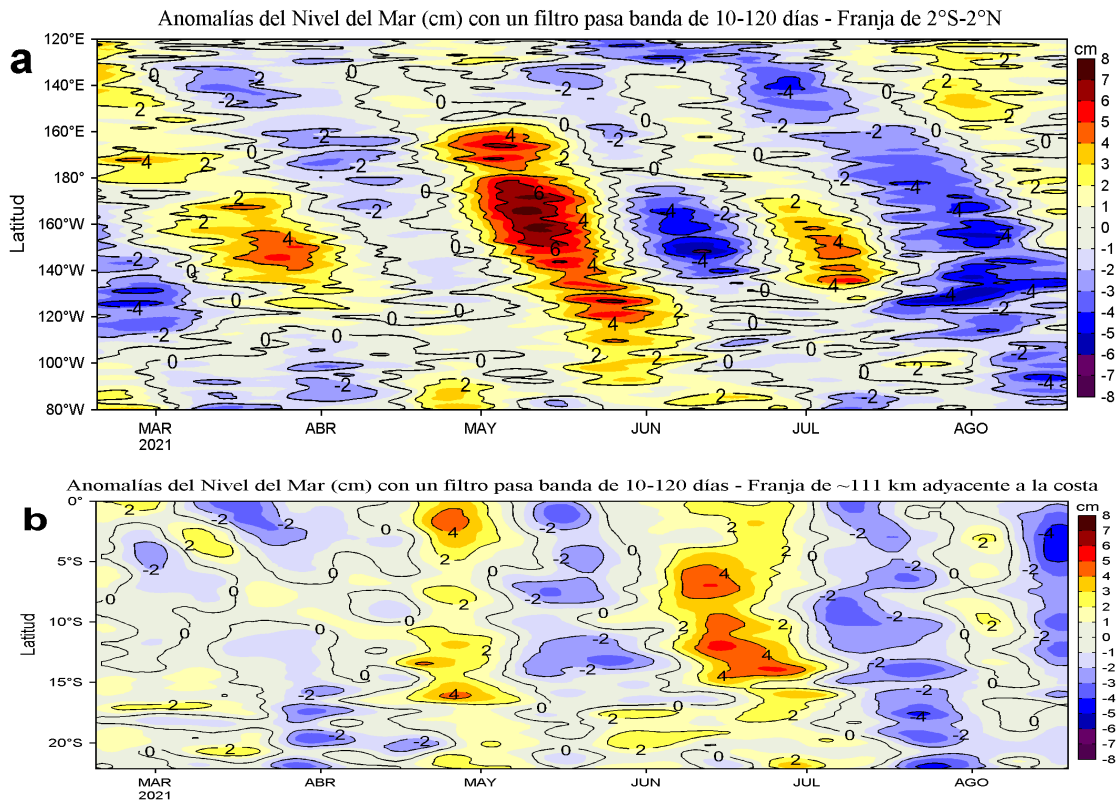 Anomalías del Nivel del Mar (cm) con un filtro pasa banda de 10-120 días - Franja de 2°S-2°N
a
Latitud
120°E
140°E
160°E
180°
160°W
140°W
120°W
100°W
80°W
MAR ABR MAY JUN JUL AGO
2021
cm
8
7
6
5
4
3
2
1
0
-1
-2
-3
-4
-5
-6
-7
-8
Anomalías del Nivel del Mar (cm) con un filtro pasa banda de 10-120 días - Franja de ~111 km adyacente a la costa
b
Latitud
0°
5°S
10°S
15°S
20°S
MAR ABR MAY JUN JUL AGO
2021
cm
8
7
6
5
4
3
2
1
0
-1
-2
-3
-4
-5
-6
-7
-8